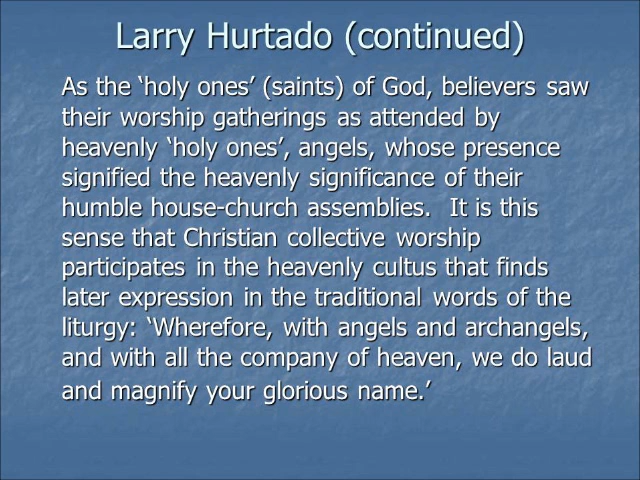 Larry Hurtado (continued)
As the ‘holy ones’ (saints) of God, believers saw
their worship gatherings as attended by
heavenly ‘holy ones’, angels, whose presence
signified the heavenly significance of their
humble house-church assemblies.  It is this
sense that Christian collective worship
participates in the heavenly cultus that finds
later expression in the traditional words of the
liturgy: ‘Wherefore, with angels and archangels,
and with all the company of heaven, we do laud
and magnify your glorious name.’